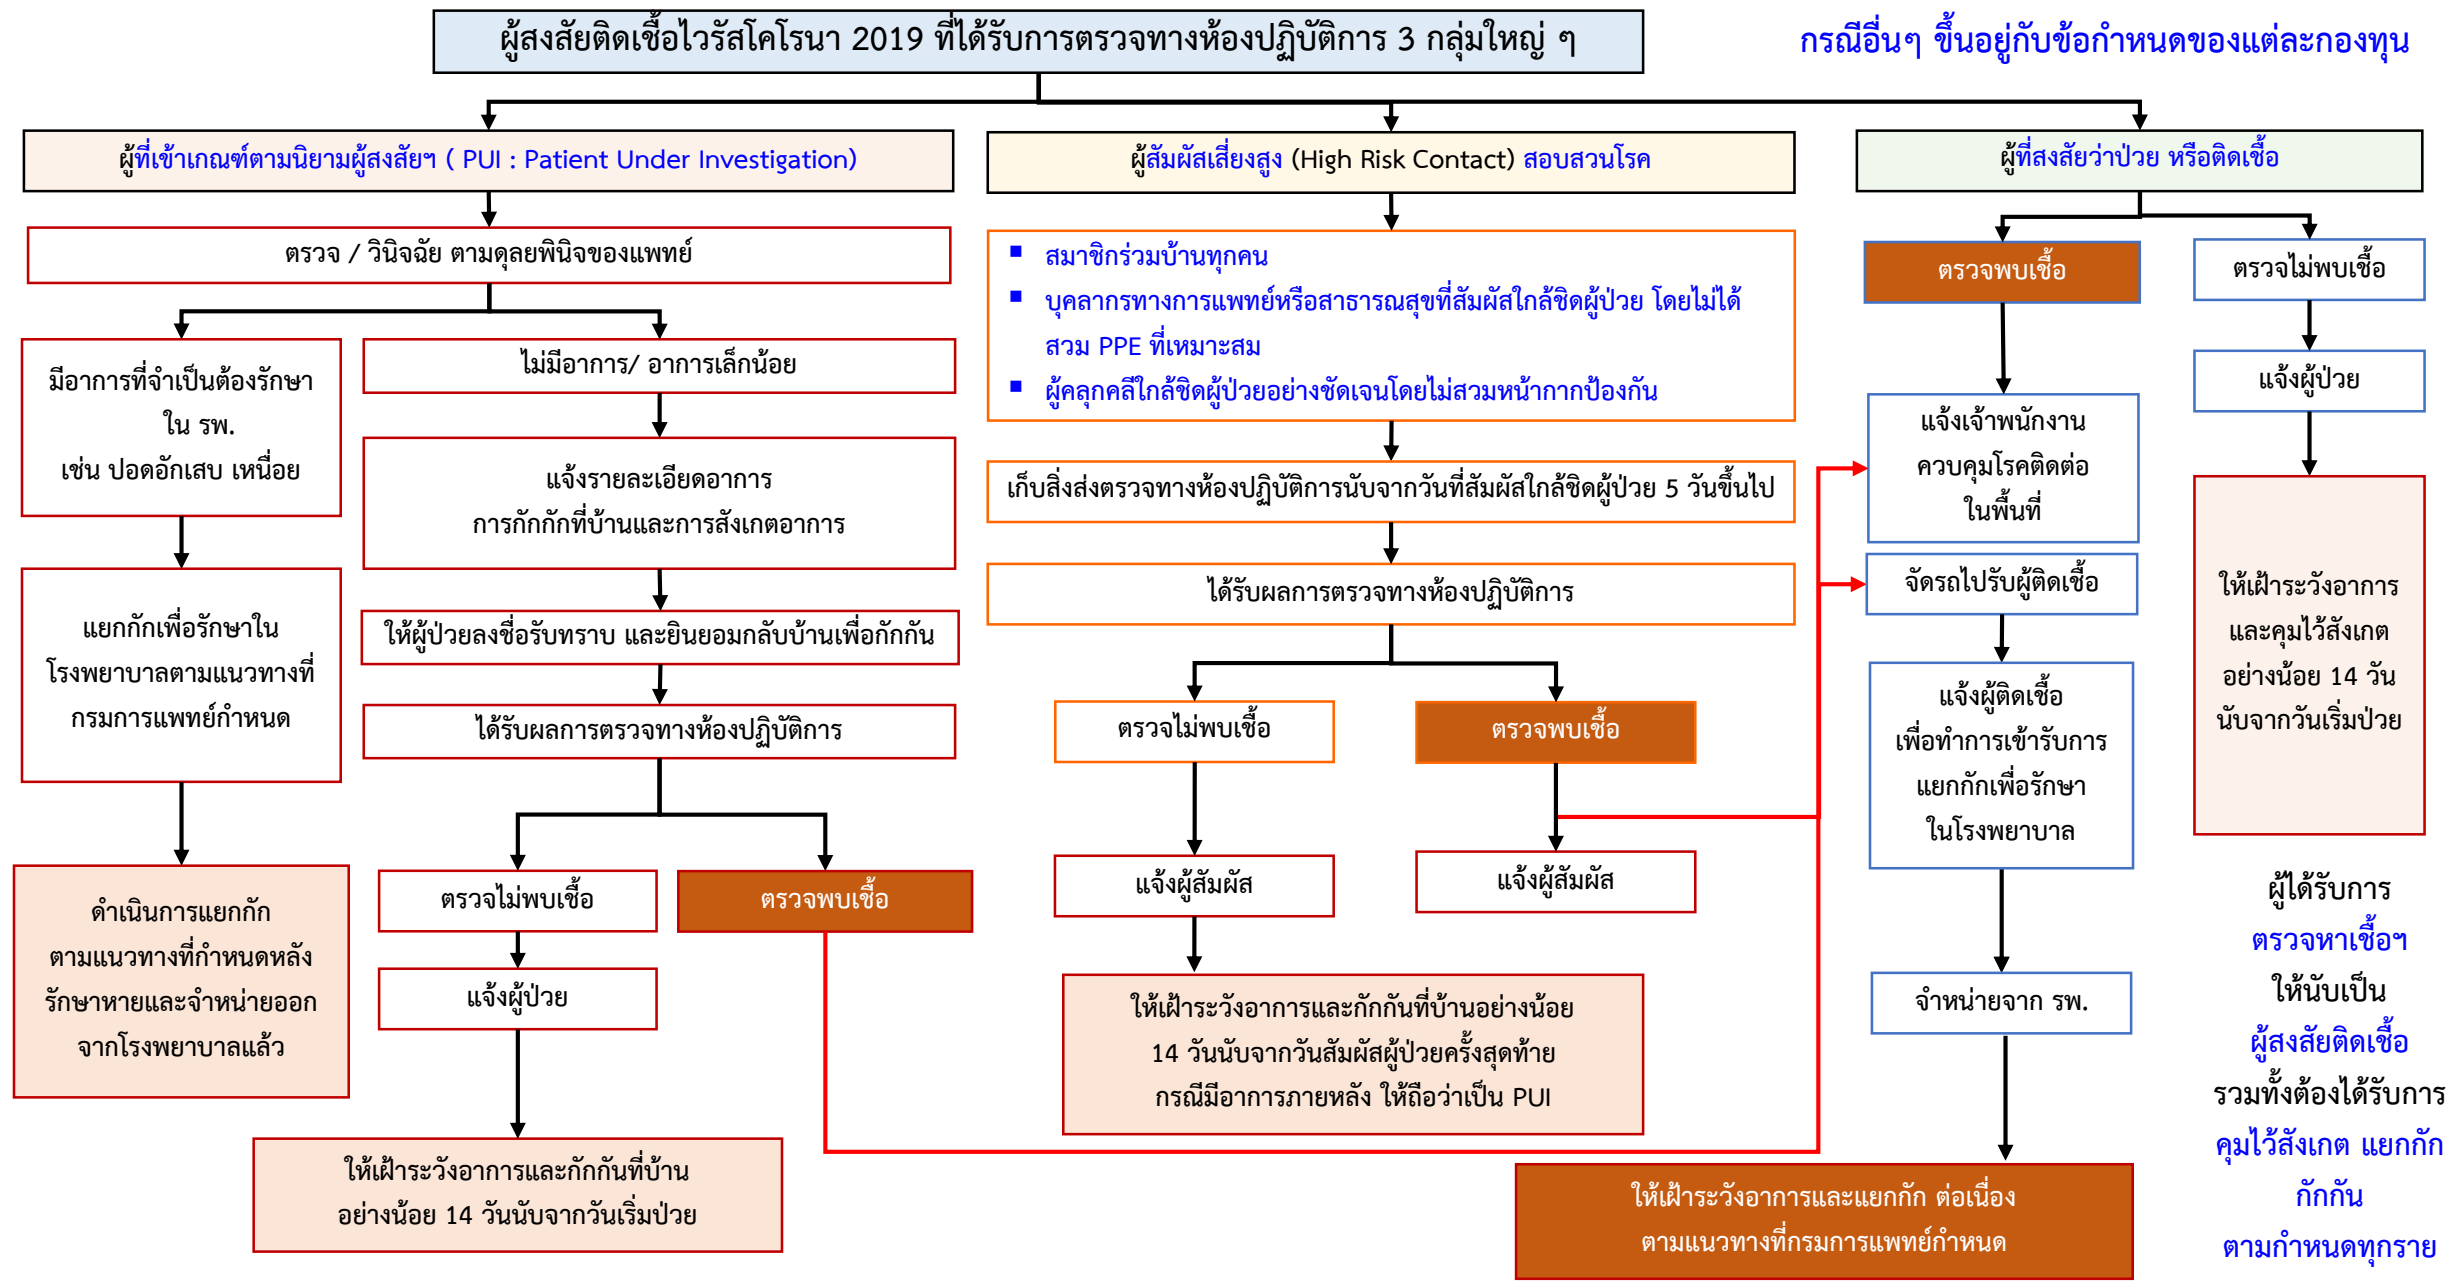 ผู้สงสัยติดเชื้อไวรัสโคโรนา 2019 ที่ได้รับการตรวจทางห้องปฏิบัติการ 3 กลุ่มใหญ่ ๆ
กรณีอื่นๆ ขึ้นอยู่กับข้อกำหนดของแต่ละกองทุน
ผู้ที่เข้าเกณฑ์ตามนิยามผู้สงสัยฯ ( PUI : Patient Under Investigation)
ตรวจ / วินิจฉัย ตามดุลยพินิจของแพทย์
มีอาการที่จำเป็นต้องรักษา
ใน รพ.
เช่น ปอดอักเสบ เหนื่อย
แยกกักเพื่อรักษาใน
โรงพยาบาลตามแนวทางที่
กรมการแพทย์กำหนด
ดำเนินการแยกกัก
ตามแนวทางที่กำหนดหลัง
รักษาหายและจำหน่ายออก
จากโรงพยาบาลแล้ว
ไม่มีอาการ/ อาการเล็กน้อย
แจ้งรายละเอียดอาการ
การกักกักที่บ้านและการสังเกตอาการ
ให้ผู้ป่วยลงชื่อรับทราบ และยินยอมกลับบ้านเพื่อกักกัน
ได้รับผลการตรวจทางห้องปฏิบัติการ
ตรวจไม่พบเชื้อ
ตรวจพบเชื้อ
แจ้งผู้ป่วย
ให้เฝ้าระวังอาการและกักกันที่บ้าน
อย่างน้อย 14 วันนับจากวันเริ่มป่วย
ผู้สัมผัสเสี่ยงสูง (High Risk Contact) สอบสวนโรค
▪ สมาชิกร่วมบ้านทุกคน
▪ บุคลากรทางการแพทย์หรือสาธารณสุขที่สัมผัสใกล้ชิดผู้ป่วย โดยไม่ได้
สวม PPE ที่เหมาะสม
▪ ผู้คลุกคลีใกล้ชิดผู้ป่วยอย่างชัดเจนโดยไม่สวมหน้ากากป้องกัน
เก็บสิ่งส่งตรวจทางห้องปฏิบัติการนับจากวันที่สัมผัสใกล้ชิดผู้ป่วย 5 วันขึ้นไป
ได้รับผลการตรวจทางห้องปฏิบัติการ
ตรวจไม่พบเชื้อ
ตรวจพบเชื้อ
แจ้งผู้สัมผัส
แจ้งผู้สัมผัส
ให้เฝ้าระวังอาการและกักกันที่บ้านอย่างน้อย
14 วันนับจากวันสัมผัสผู้ป่วยครั้งสุดท้าย
กรณีมีอาการภายหลัง ให้ถือว่าเป็น PUI
ผู้ที่สงสัยว่าป่วย หรือติดเชื้อ
ตรวจพบเชื้อ
แจ้งเจ้าพนักงาน
ควบคุมโรคติดต่อ
ในพื้นที่
จัดรถไปรับผู้ติดเชื้อ
แจ้งผู้ติดเชื้อ
เพื่อทำการเข้ารับการ
แยกกักเพื่อรักษา
ในโรงพยาบาล
จำหน่ายจาก รพ.
ให้เฝ้าระวังอาการและแยกกัก ต่อเนื่อง
ตามแนวทางที่กรมการแพทย์กำหนด
ตรวจไม่พบเชื้อ
แจ้งผู้ป่วย
ให้เฝ้าระวังอาการ
และคุมไว้สังเกต
อย่างน้อย 14 วัน
นับจากวันเริ่มป่วย
ผู้ได้รับการ
ตรวจหาเชื้อฯ
ให้นับเป็น
ผู้สงสัยติดเชื้อ
รวมทั้งต้องได้รับการ
คุมไว้สังเกต แยกกัก
กักกัน
ตามกำหนดทุกราย